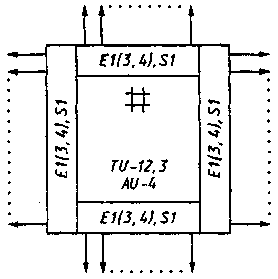 E1(3,4), S1
E1(3,4), S1
E1(3,4), S1
TU-12,3
AU-4
E1(3,4), S1